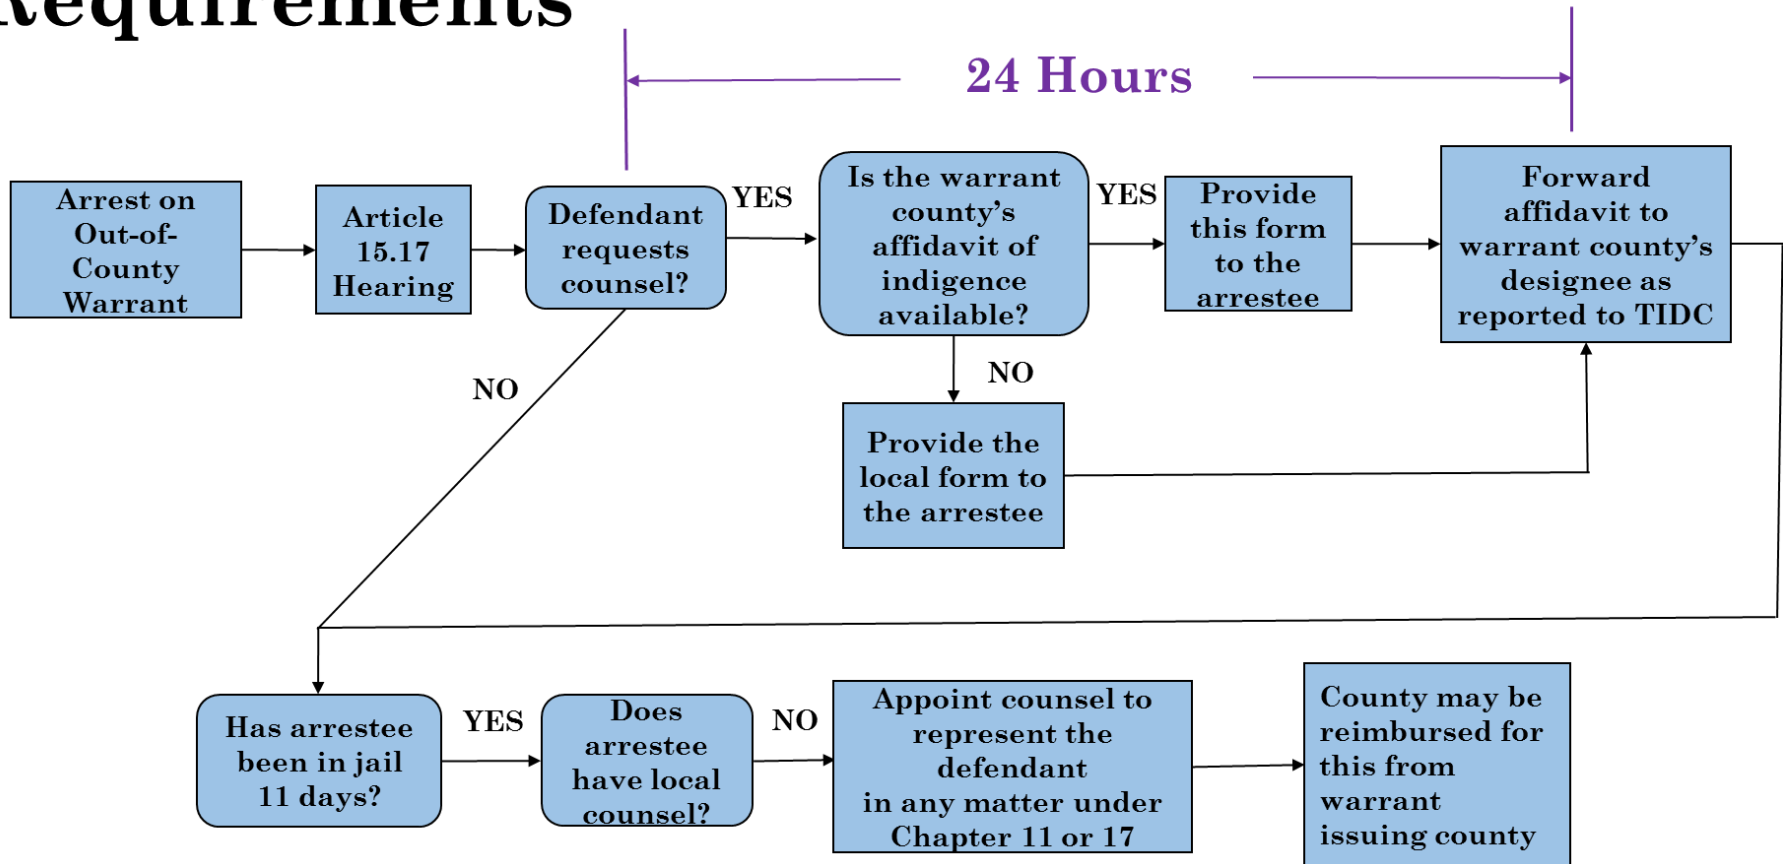 Requirements
24 Hours
Arrest on
Out-of-
County
Warrant
Article
15.17
Hearing
Defendant
requests
counsel?
YES
Is the warrant
county's
affidavit of
indigence
available?
YES
Provide
this form
to the
arrestee
Forward
affidavit to
warrant county's
designee as
reported to TIDC
NO
NO
Provide the
local form to
the arrestee
Has arrestee
been in jail
11 days?
YES
Does
arrestee
have local
counsel?
NO
Appoint counsel to
represent the
defendant
in any matter under
Chapter 11 or 17
County may be
reimbursed for
this from
warrant
issuing county